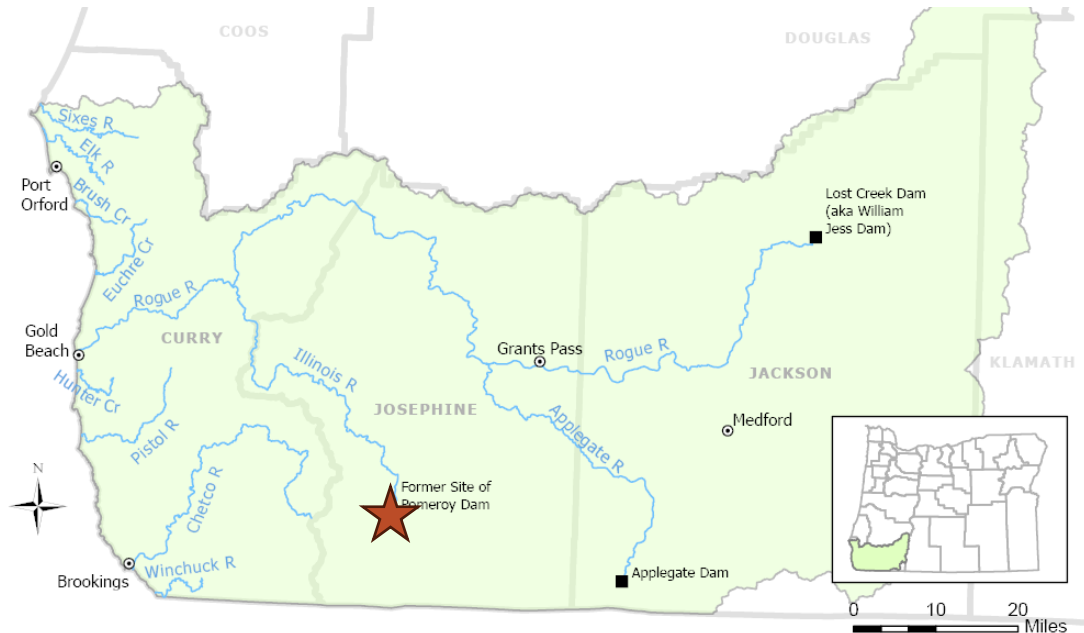 COOS
DOUGLAS
Sixes R
Elk R
Port
Orford
Brush Cr
Euchre Cr
Lost Creek Dam
(aka William
Jess Dam)
Rogue R
Gold
Beach
CURRY
Grants Pass
Rogue R
KLAMATH
Illinois R
JACKSON
Hunter Cr
JOSEPHINE
Applegate R
Medford
Pistol R
N
Chetco R
Former Site of
Pomeroy Dam
Brookings
Winchuck R
Applegate Dam
0 10 20
Miles